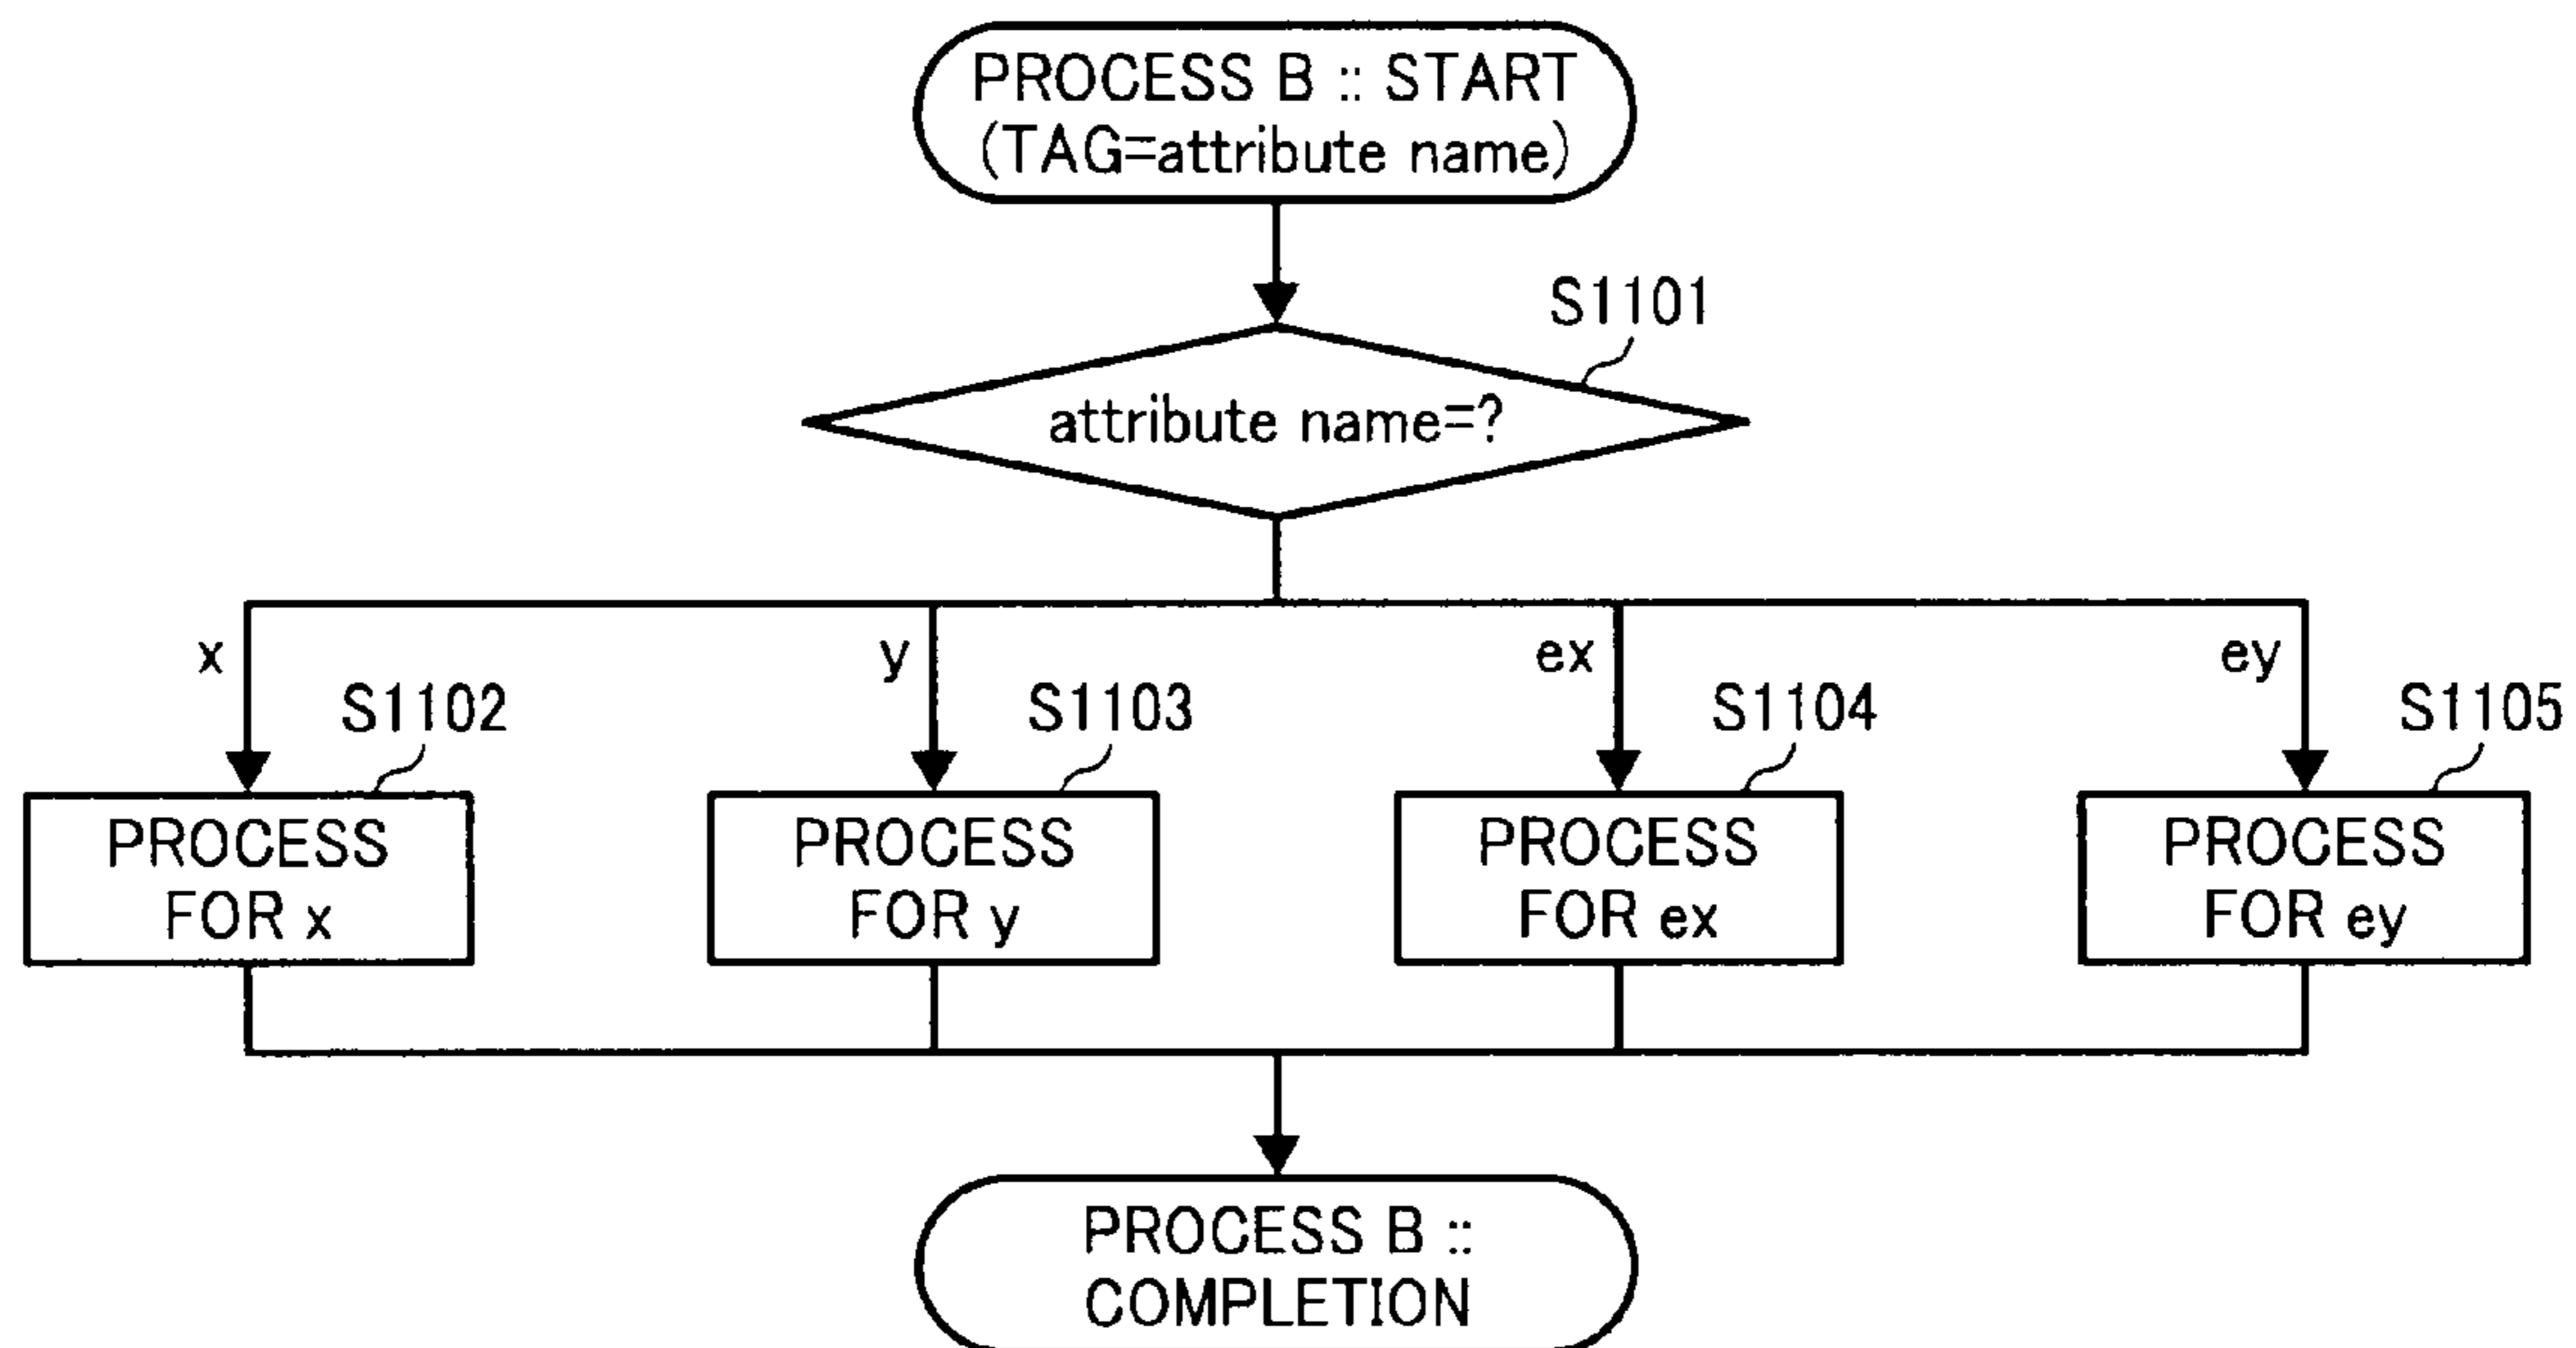 PROCESS B :: START
(TAG=attribute name)
S1101
attribute name=?
x
y
ex
ey
S1102
S1103
S1104
S1105
PROCESS
FOR x
PROCESS
FOR y
PROCESS
FOR ex
PROCESS
FOR ey
PROCESS B ::
COMPLETION